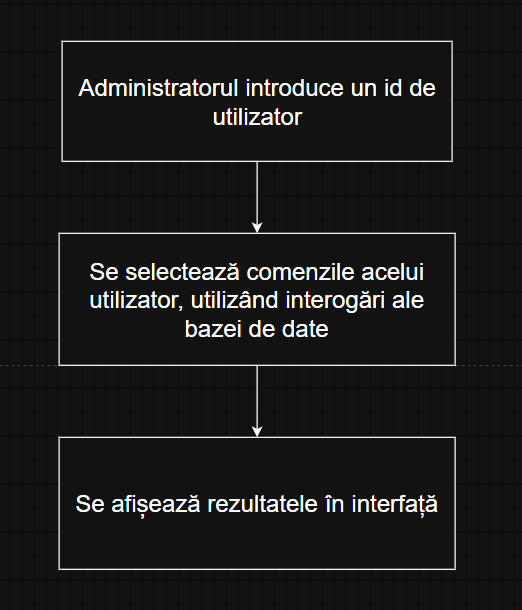 Administratorul introduce un id de
utilizator
Se selectează comenzile acelui
utilizator, utilizând interogări ale
bazei de date
Se afișează rezultatele în interfață